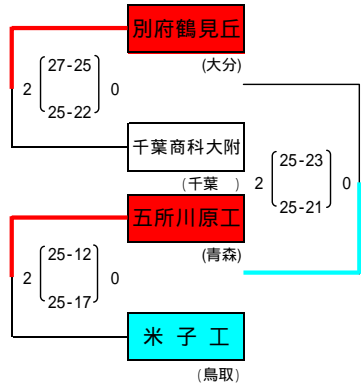 別府鶴見丘
(大分)
27-25
2 0
25-22
千葉商科大附
(千葉 )
25-23
2 0
25-21
五所川原工
(青森)
25-12
2 0
25-17
米子工
(鳥取)